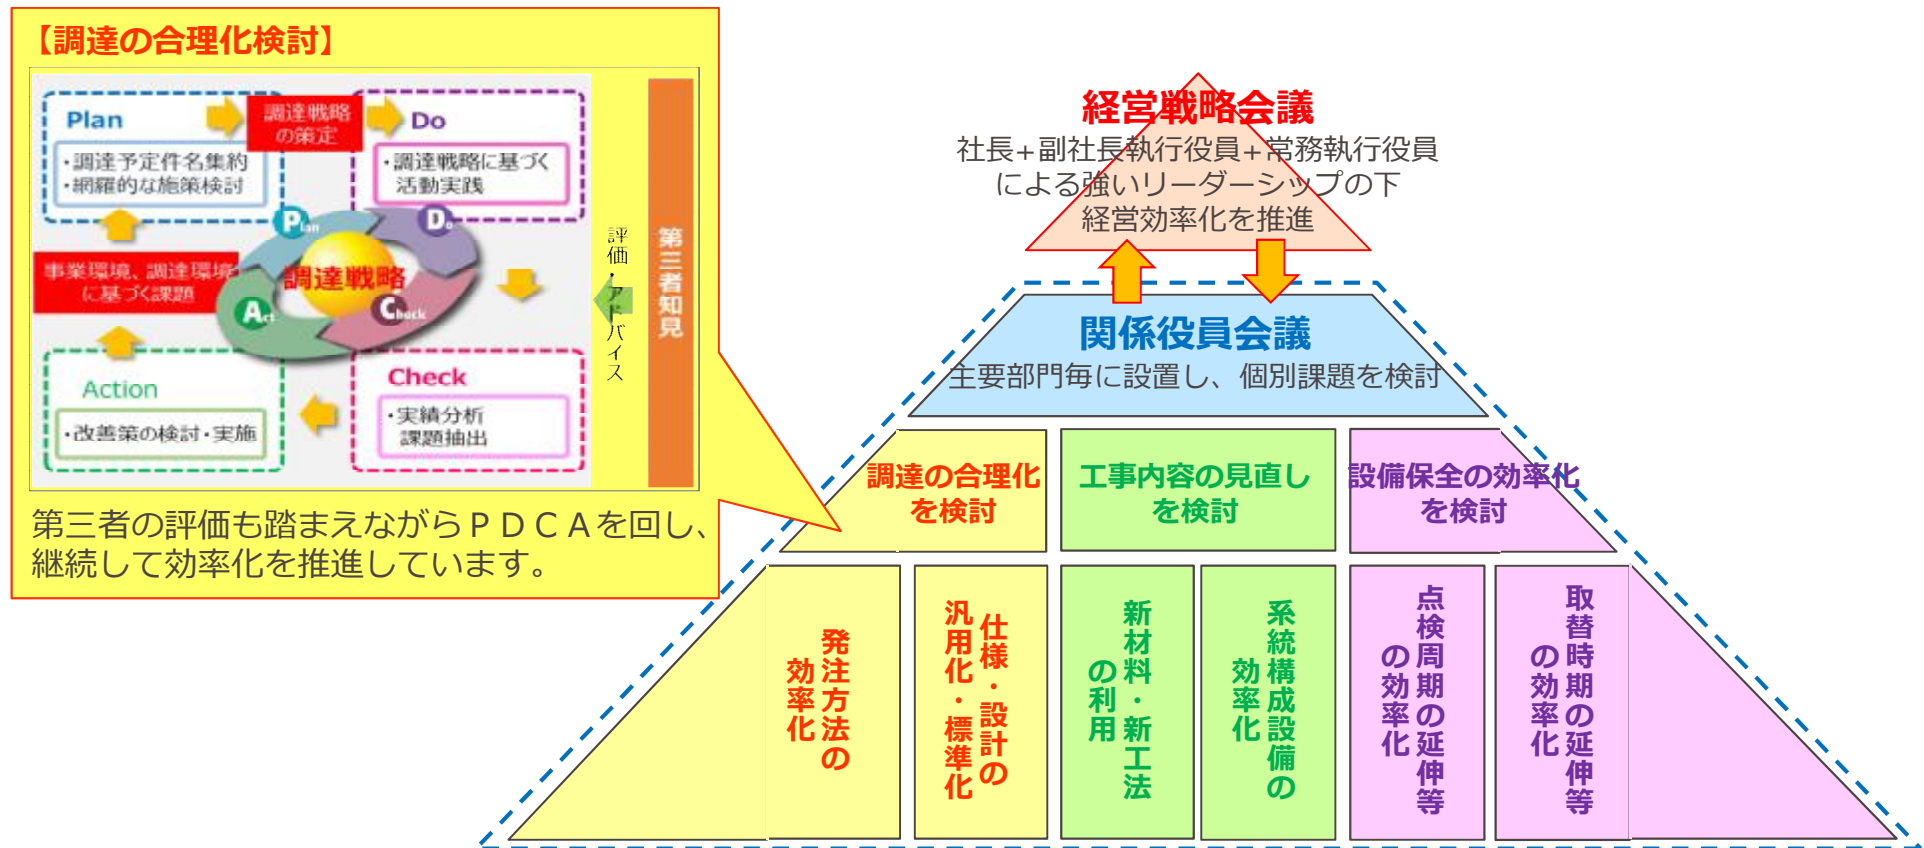 【調達の合理化検討】
Plan
・調達予定件名集約
・網羅的な施策検討
調達戦略
の策定
Do
・調達戦略に基づく
活動実践
Plan
Do
調達戦略
Act
Check
事業環境、調達環境
に基づく課題
Action
・改善策の検討・実施
Check
・実績分析
課題抽出
評価・アドバイス
第三者知見
第三者の評価も踏まえながらＰＤＣＡを回し、
継続して効率化を推進しています。
経営戦略会議
社長+副社長執行役員+常務執行役員
による強いリーダーシップの下
経営効率化を推進
関係役員会議
主要部門毎に設置し、個別課題を検討
調達の合理化
を検討
工事内容の見直し
を検討
設備保全の効率化
を検討
発注方法の
効率化
仕様・設計の
汎用化・標準化
新材料・新工法
の利用
系統構成設備の
効率化
点検周期の延伸等
の効率化
取替時期の延伸等
の効率化